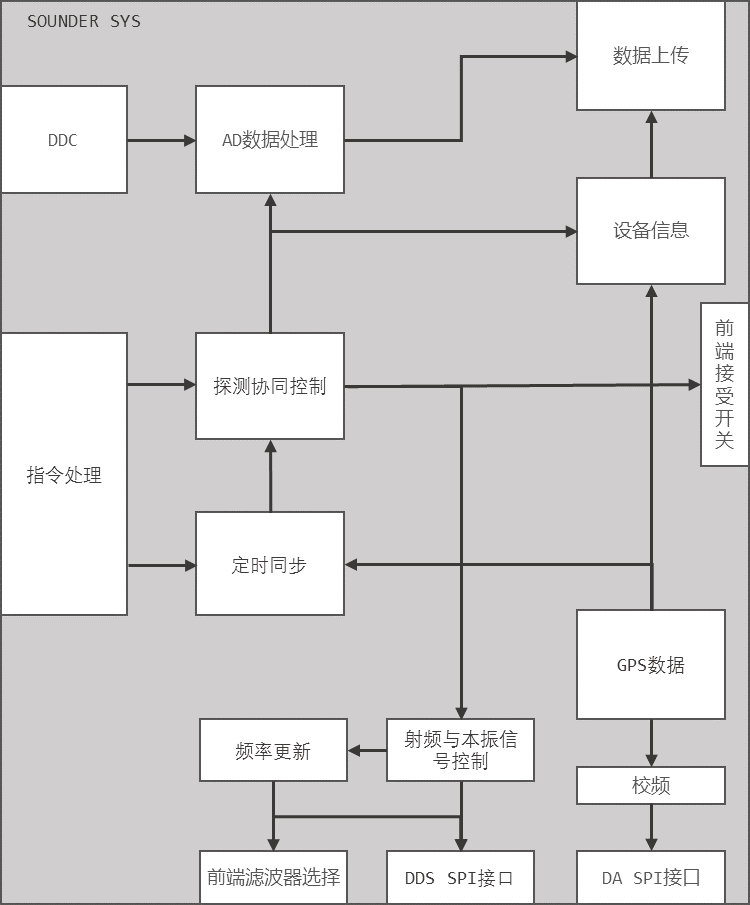 SOUNDER SYS
数据上传
DDC
AD数据处理
设备信息
前
端
接
受
开
关
探测协同控制
指令处理
定时同步
GPS数据
频率更新
射频与本振信
号控制
校频
前端滤波器选择
DDS SPI接口
DA SPI接口